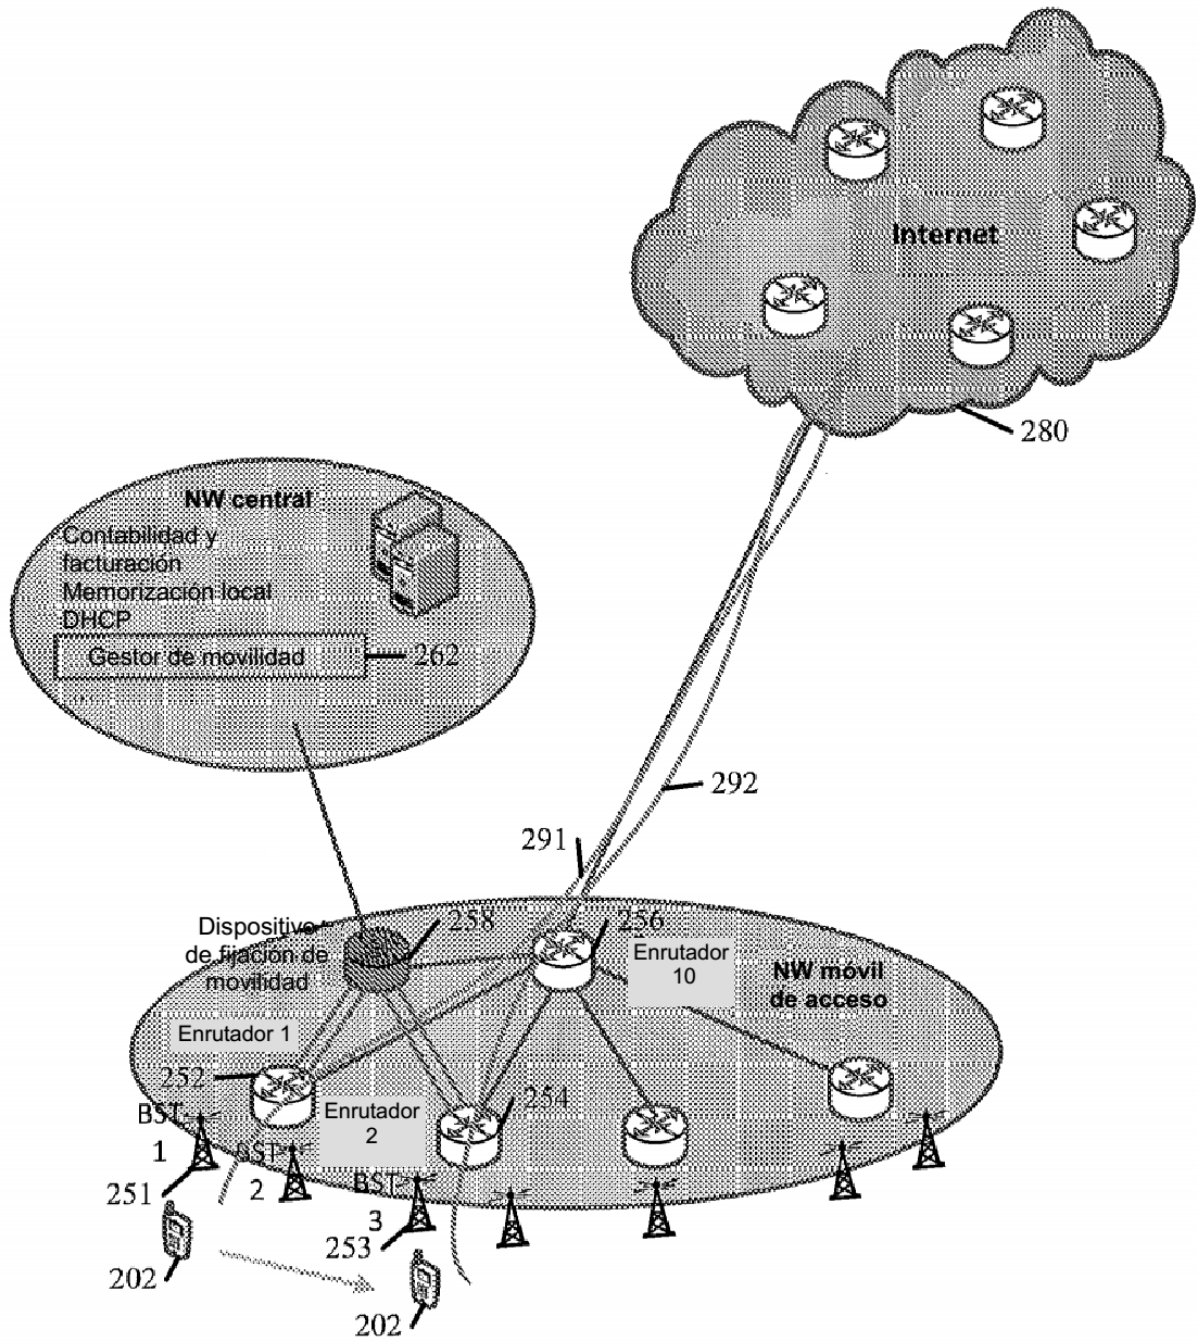 Internet
280
NW central
Contabilidad y
facturación
Memorización local
DHCP
Gestor de movilidad
262
...
292
291
Dispositivo
de fijación de
movilidad
258
256
Enrutador
10
NW móvil
de acceso
Enrutador 1
252
Enrutador
2
254
BST
1
BST
2
BST
3
251
253
202
202